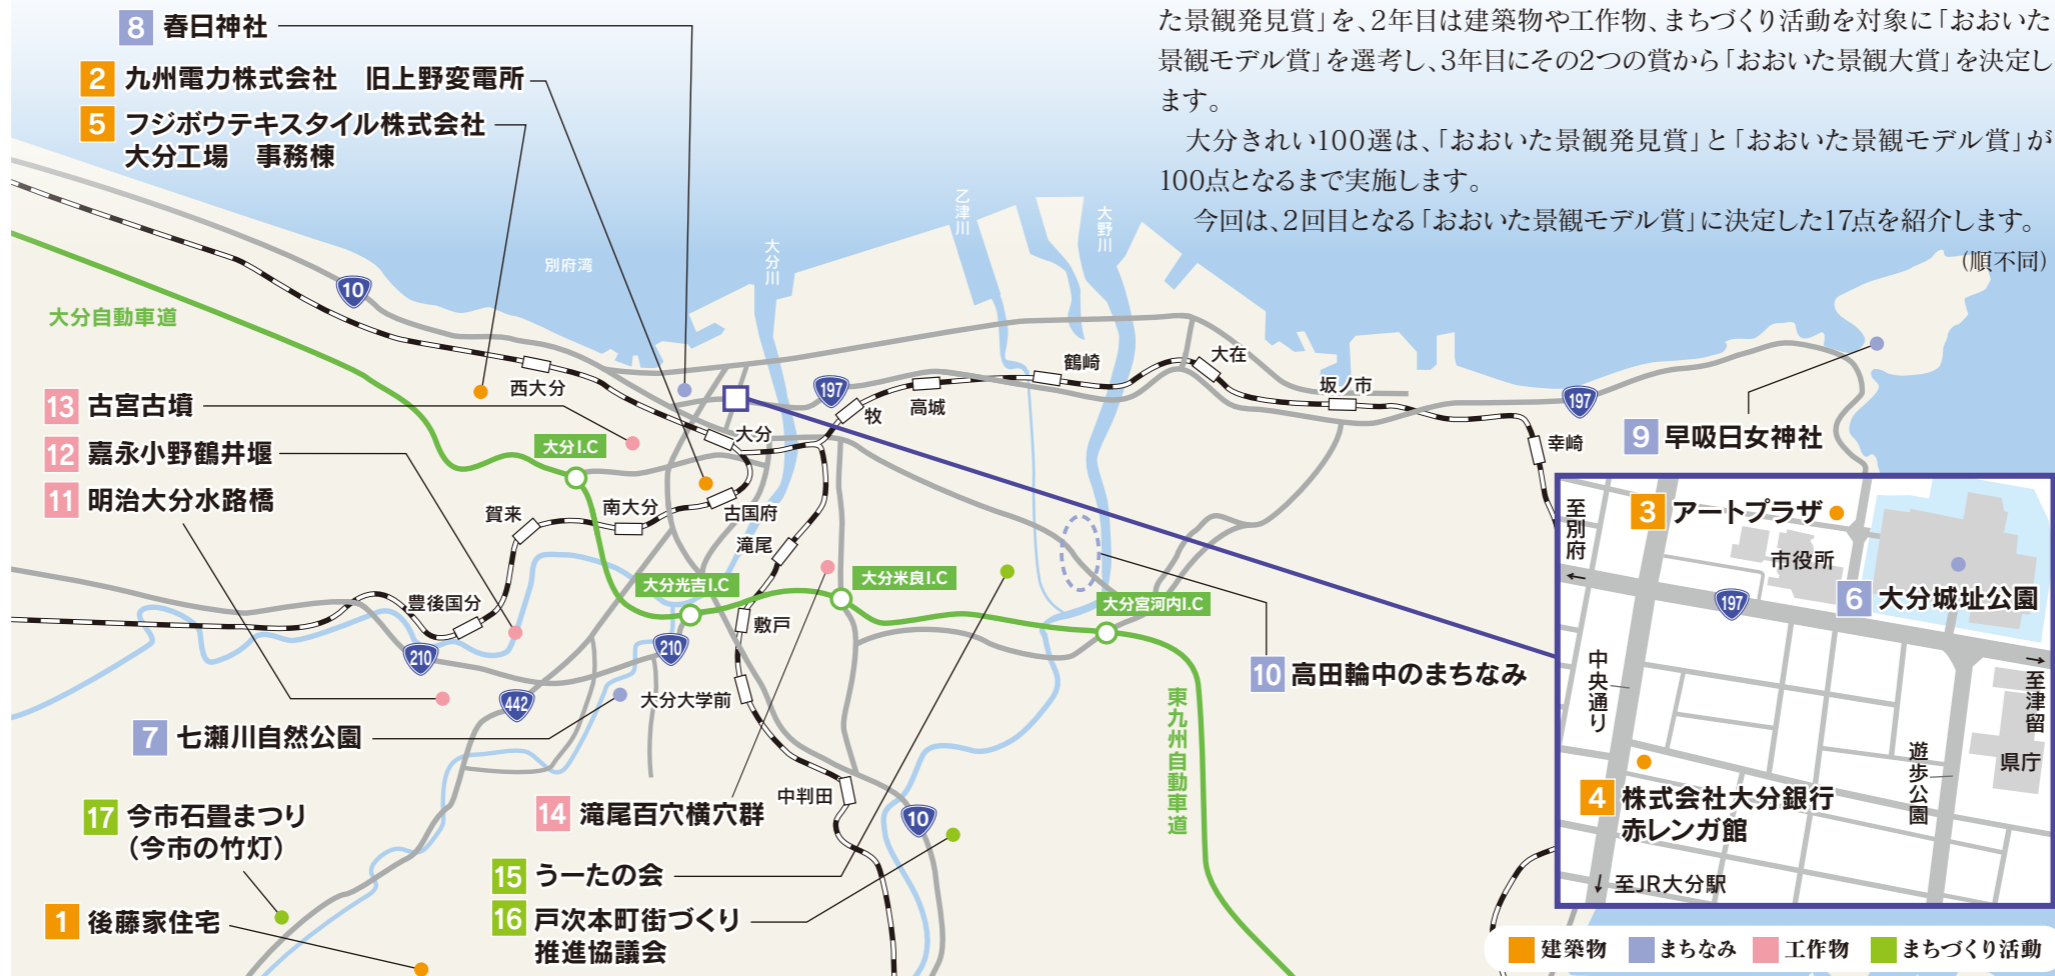 た景観発見賞」を、2年目は建築物や工作物、まちづくり活動を対象に「おおいた
景観モデル賞」を選考し、3年目にその2つの賞から「おおいた景観大賞」を決定し
ます。
大分きれい100選は、「おおいた景観発見賞」と「おおいた景観モデル賞」が
100点となるまで実施します。
今回は、2回目となる「おおいた景観モデル賞」に決定した17点を紹介します。
(順不同)
8 春日神社
2 九州電力株式会社　旧上野変電所
5 フジボウテキスタイル株式会社
大分工場　事務棟
乙津川
大野川
大分川
別府湾
10
大分自動車道
西大分
197
鶴崎
大在
坂ノ市
197
高城
牧
大分
幸崎
9 早吸日女神社
13 古宮古墳
12 嘉永小野鶴井堰
11 明治大分水路橋
大分I.C
賀来
南大分
古国府
滝尾
大分光吉I.C
大分米良I.C
大分宮河内I.C
豊後国分
敷戸
210
210
442
大分大学前
10 高田輪中のまちなみ
7 七瀬川自然公園
東九州自動車道
14 滝尾百穴横穴群
中判田
10
17 今市石畳まつり
(今市の竹灯)
15 うーたの会
16 戸次本町街づくり
推進協議会
1 後藤家住宅
至別府
←
3 アートプラザ
市役所
197
6 大分城址公園
中央通り
→至津留
遊歩公園
県庁
4 株式会社大分銀行
赤レンガ館
↓至JR大分駅
建築物 まちなみ 工作物 まちづくり活動